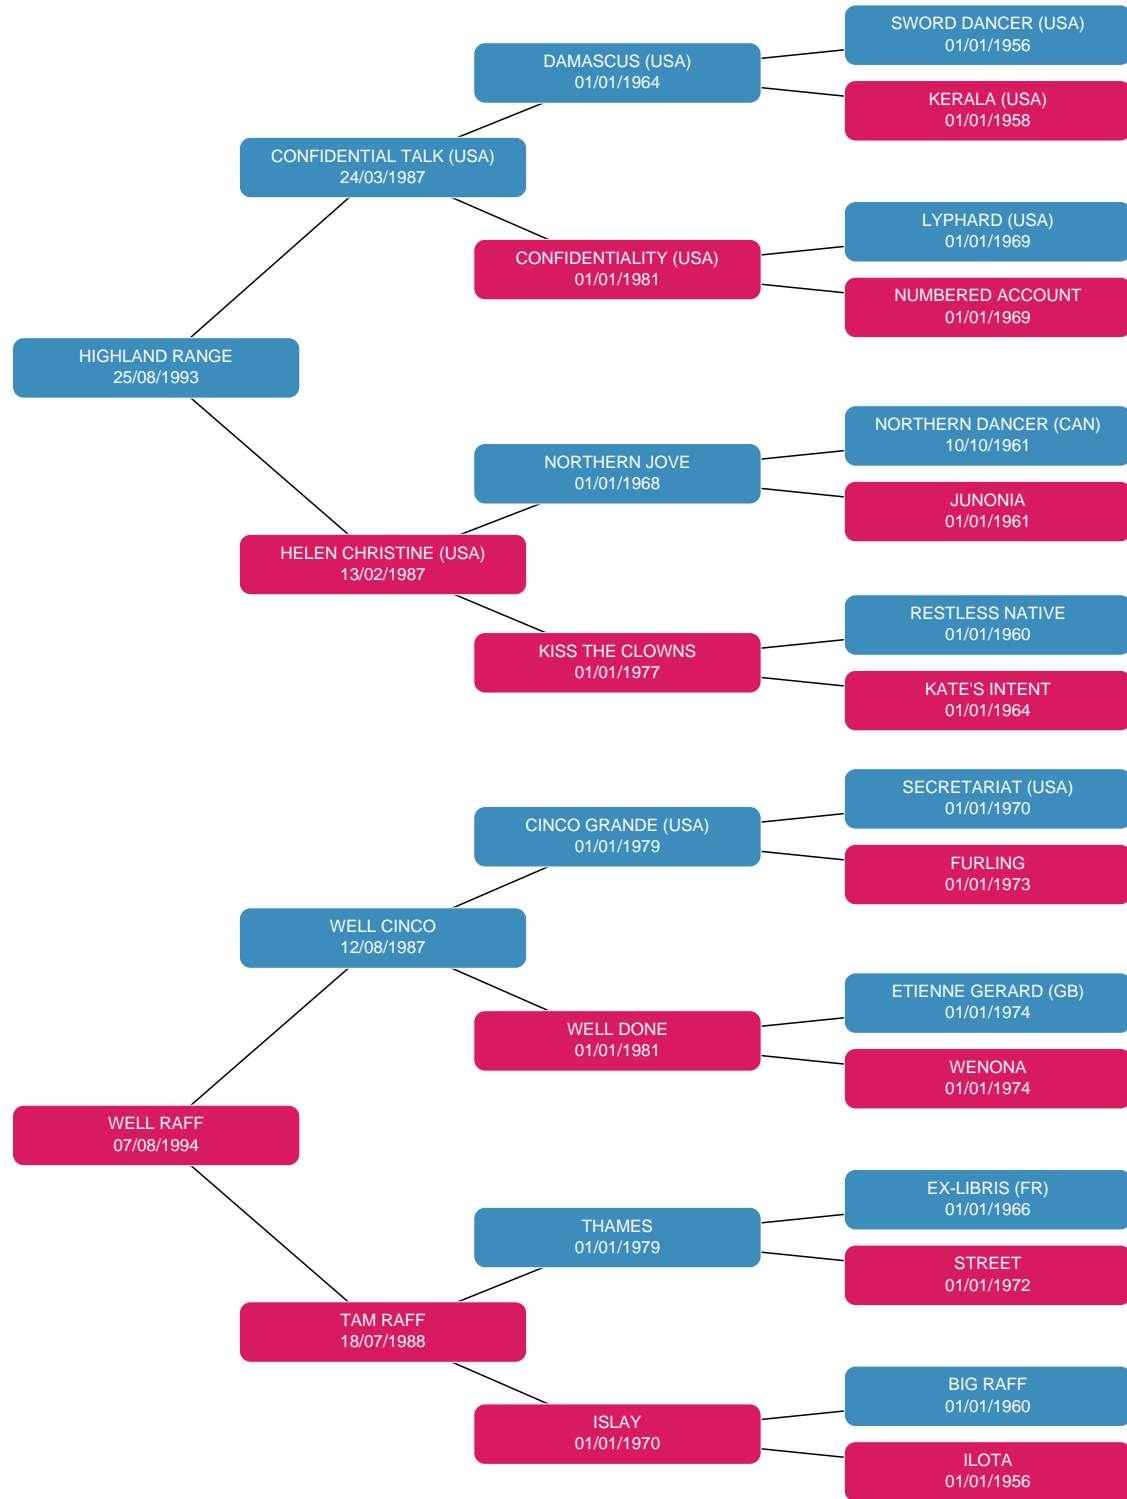 SWORD DANCER (USA)
01/01/1956
DAMASCUS (USA)
01/01/1964
KERALA (USA)
01/01/1958
CONFIDENTIAL TALK (USA)
24/03/1987
LYPHARD (USA)
01/01/1969
CONFIDENTIALITY (USA)
01/01/1981
NUMBERED ACCOUNT
01/01/1969
HIGHLAND RANGE
25/08/1993
NORTHERN DANCER (CAN)
10/10/1961
NORTHERN JOVE
01/01/1968
JUNONIA
01/01/1961
HELEN CHRISTINE (USA)
13/02/1987
RESTLESS NATIVE
01/01/1960
KISS THE CLOWNS
01/01/1977
KATE'S INTENT
01/01/1964
SECRETARIAT (USA)
01/01/1970
CINCO GRANDE (USA)
01/01/1979
FURLING
01/01/1973
WELL CINCO
12/08/1987
ETIENNE GERARD (GB)
01/01/1974
WELL DONE
01/01/1981
WENONA
01/01/1974
WELL RAFF
07/08/1994
EX-LIBRIS (FR)
01/01/1966
THAMES
01/01/1979
STREET
01/01/1972
TAM RAFF
18/07/1988
BIG RAFF
01/01/1960
ISLAY
01/01/1970
ILOTA
01/01/1956